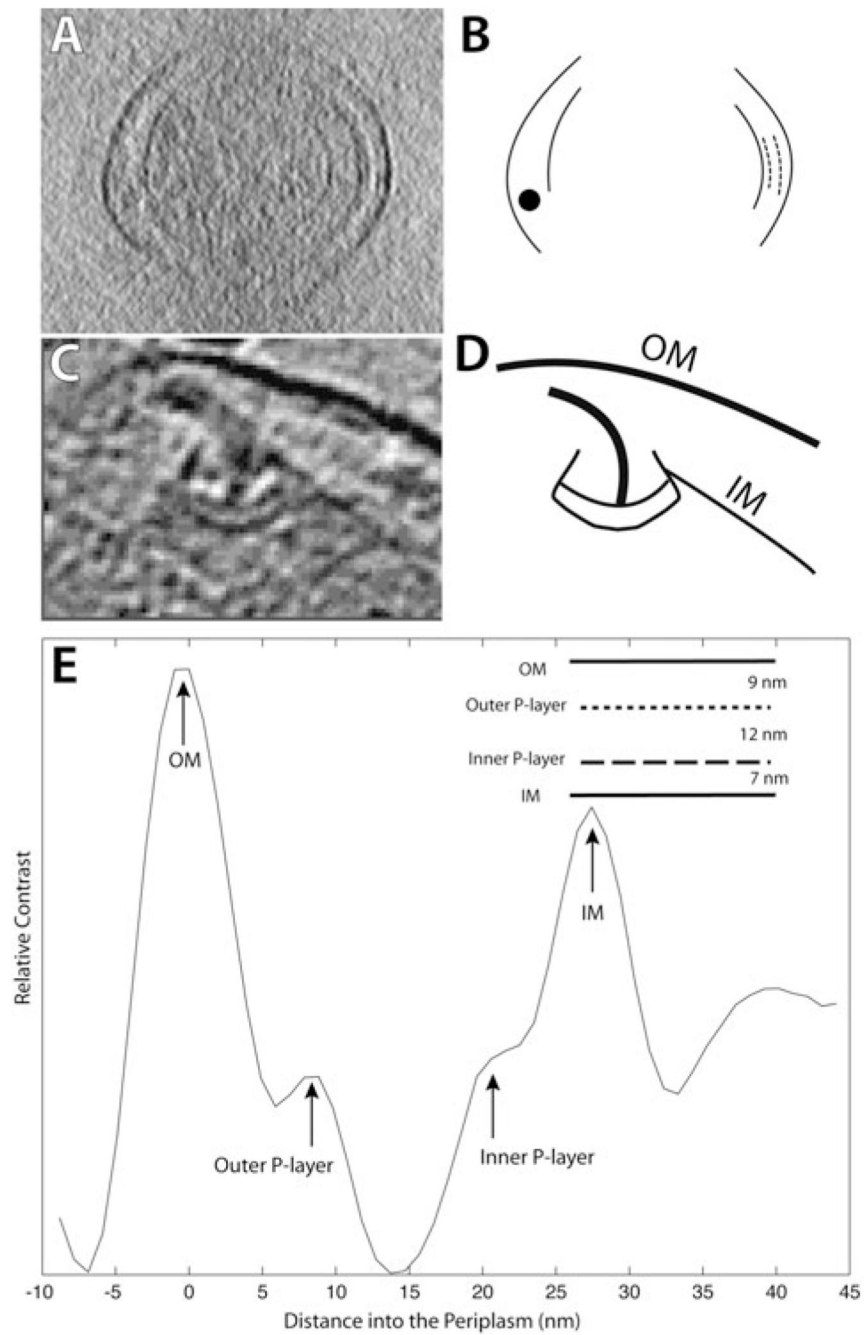 A
B
C
D
OM
IM
E
OM
9 nm
Outer P-layer
12 nm
Inner P-layer
7 nm
IM
OM
IM
Outer P-layer
Inner P-layer
Relative Contrast
-10 -5 0 5 10 15 20 25 30 35 40 45
Distance into the Periplasm (nm)